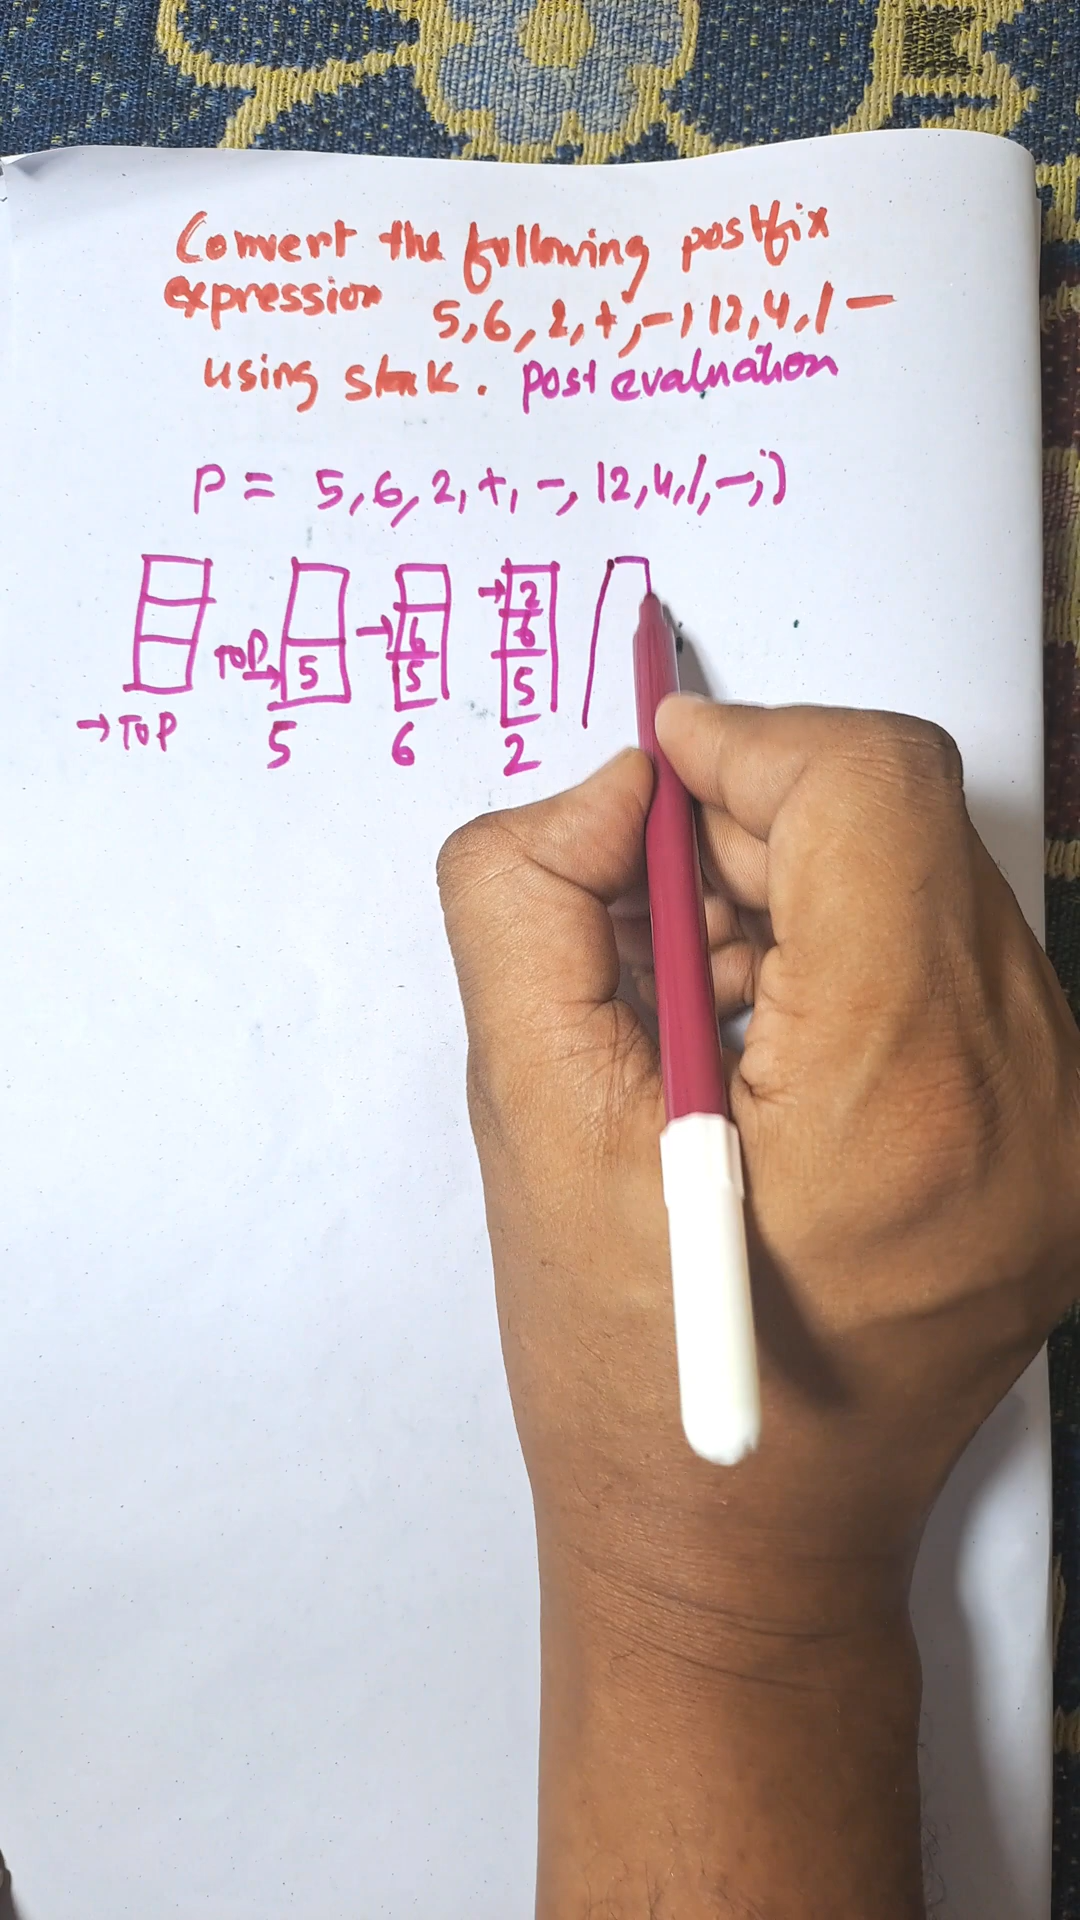 Convert the following postfix
expression 5,6,2,+,-,12,4,/ -
using stack. post evaluation
P = 5,6,2,+,-,12,4,/,-,)
→ 2
TOP → 5 → 6 6
5 5
→ TOP 5 6 2